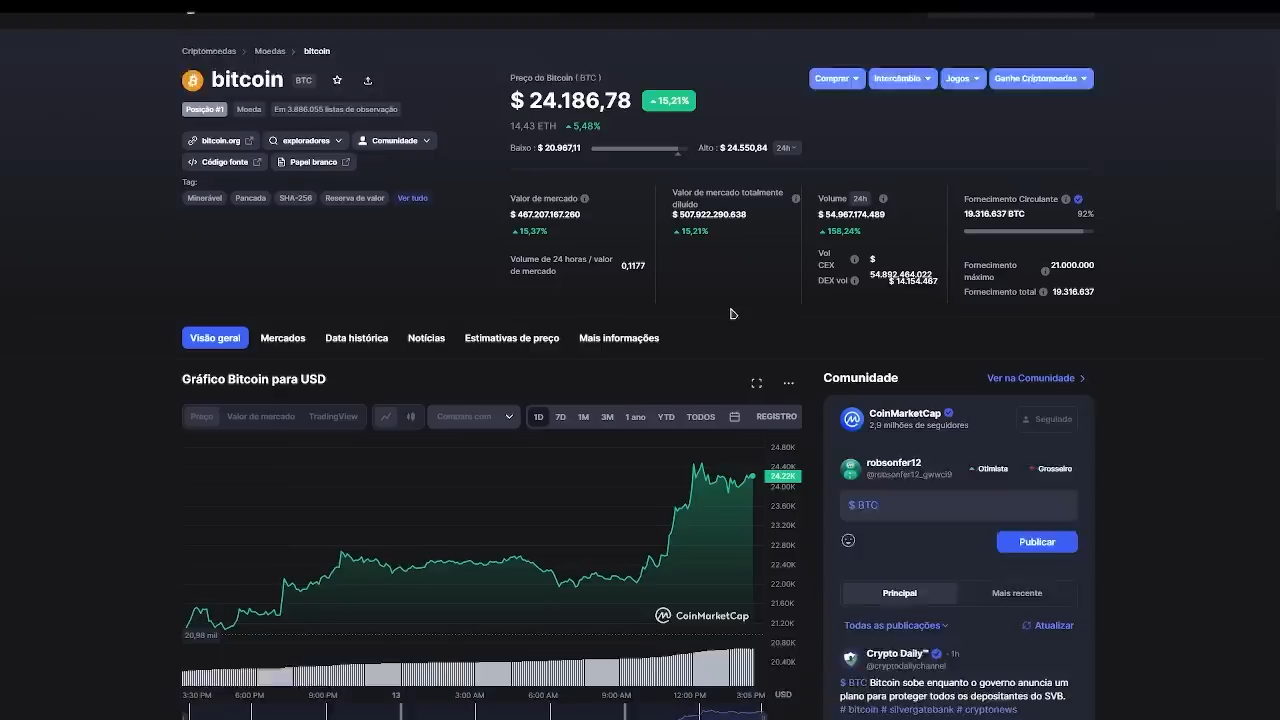 Criptomoedas > Moedas > bitcoin
bitcoin BTC
Posição #1 Moeda Em 3.886.055 listas de observação
bitcoin.org exploradores Comunidade
Código fonte Papel branco
Tag:
Minerável Pancada SHA-256 Reserva de valor Ver tudo
Preço do Bitcoin ( BTC )
$ 24.186,78 15,21%
14,43 ETH 5,48%
Baixo : $ 20.967,11 Alto : $ 24.550,84 24h
Comprar Intercâmbio Jogos Ganhe Criptomoedas
Valor de mercado
$ 467.207.167.260
15,37%
Volume de 24 horas / valor
de mercado
0,1177
Valor de mercado totalmente
diluído
$ 507.922.290.638
15,21%
Volume 24h
$ 54.967.174.489
158,24%
Vol
CEX
$
54.892.464.022
DEX vol $ 14.154.467
Fornecimento Circulante
19.316.637 BTC 92%
Fornecimento
máximo
21.000.000
Fornecimento total 19.316.637
Visão geral Mercados Data histórica Notícias Estimativas de preço Mais informações
Gráfico Bitcoin para USD
Preço Valor de mercado TradingView Compare com 1D 7D 1M 3M 1 ano YTD TODOS REGISTRO
24.80K
24.40K
24.22K
24.00K
23.60K
23.20K
22.80K
22.40K
22.00K
21.60K
21.20K
20.80K
20.40K
20,98 mil
CoinMarketCap
3:30 PM 6:00 PM 9:00 PM 13 3:00 AM 6:00 AM 9:00 AM 12:00 PM 3:05 PM USD
Comunidade Ver na Comunidade >
CoinMarketCap
2,9 milhões de seguidores
Seguindo
robsonfer12
@robsonfer12_gwwci9
Otimista Grosseiro
$ BTC
Publicar
Principal Mais recente
Todas as publicações Atualizar
Crypto Daily™ · 1h
@cryptodailychannel
$ BTC Bitcoin sobe enquanto o governo anuncia um
plano para proteger todos os depositantes do SVB.
# bitcoin # silvergatebank # cryptonews